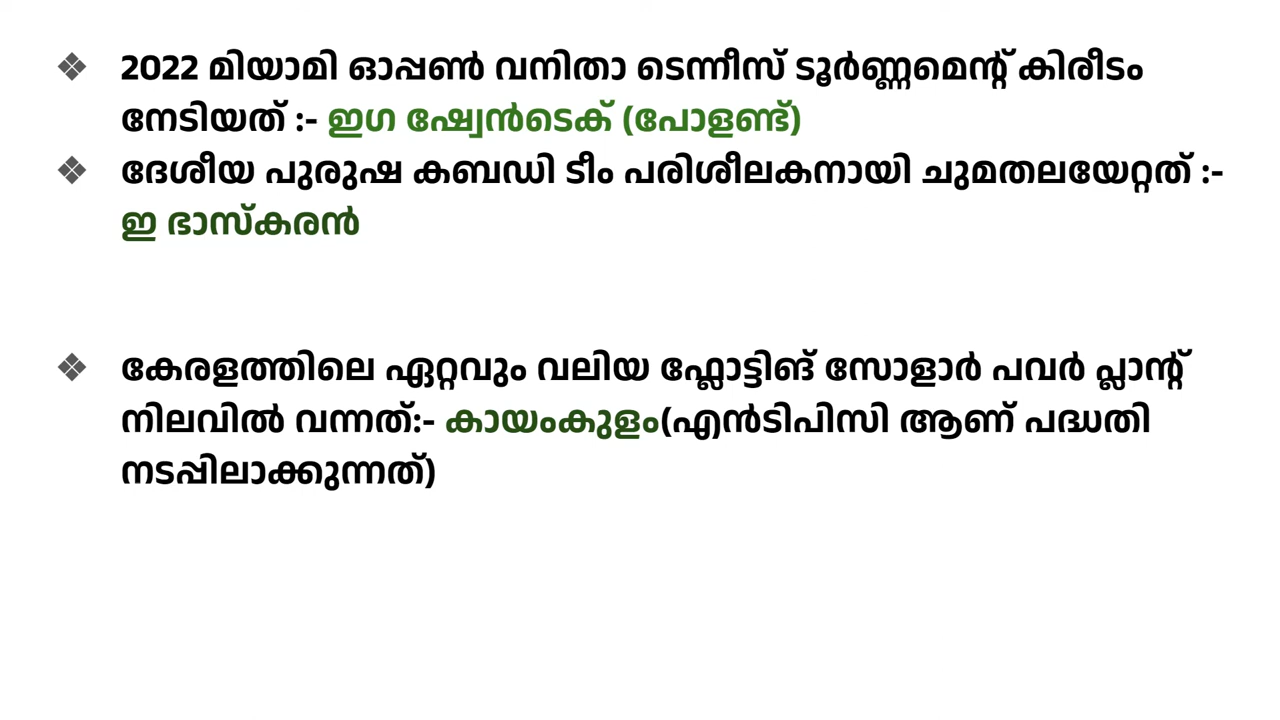 ❖ 2022 മിയാമി ഓപ്പൺ വനിതാ ടെന്നീസ് ടൂർണ്ണമെന്റ് കിരീടം
നേടിയത് :- ഇഗ ഷ്വേൻടെക് (പോളണ്ട്)
❖ ദേശീയ പുരുഷ കബഡി ടീം പരിശീലകനായി ചുമതലയേറ്റത് :-
ഇ ഭാസ്കരൻ
❖ കേരളത്തിലെ ഏറ്റവും വലിയ ഫ്ലോട്ടിങ് സോളാർ പവർ പ്ലാന്റ്
നിലവിൽ വന്നത്:- കായംകുളം(എൻടിപിസി ആണ് പദ്ധതി
നടപ്പിലാക്കുന്നത്)